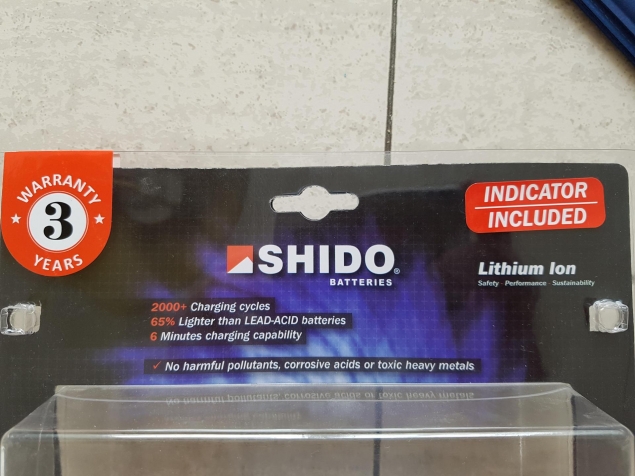 WARRANTY
3
YEARS
INDICATOR
INCLUDED
SHIDO®
BATTERIES
Lithium Ion
Safety · Performance · Sustainability
2000+ Charging cycles
65% Lighter than LEAD-ACID batteries
6 Minutes charging capability
✓ No harmful pollutants, corrosive acids or toxic heavy metals